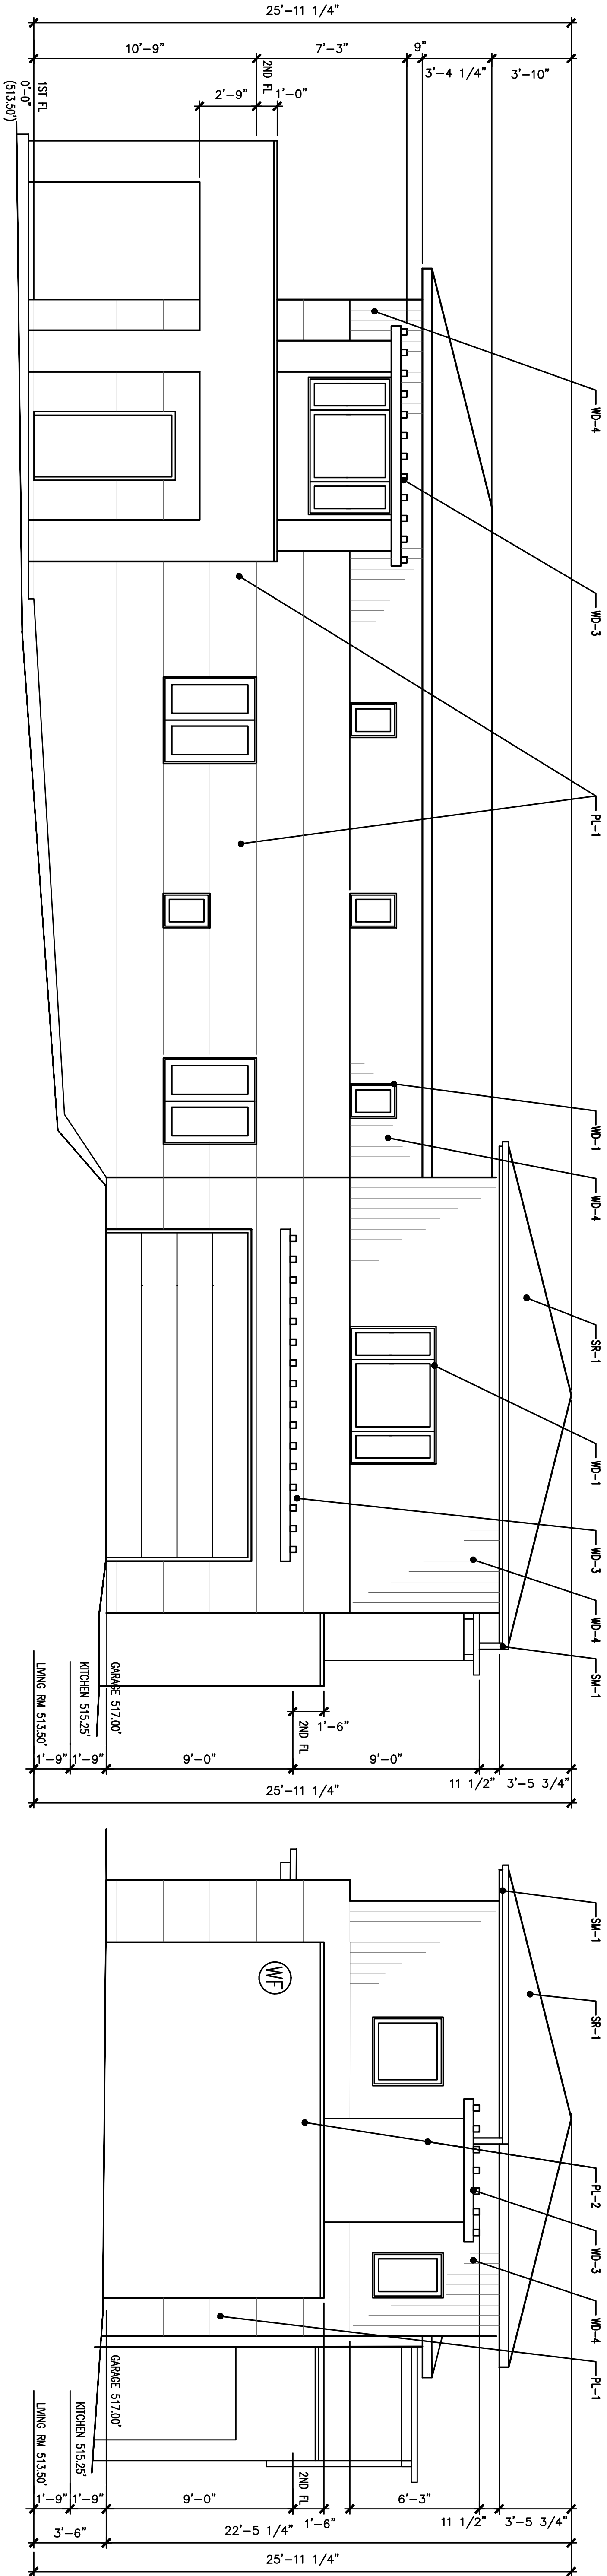 25'-11 1/4"
10'-9"
7'-3"
9"
3'-4 1/4"
3'-10"
2ND FL
2'-9"
1'-0"
1ST FL
0'-0"
(513.50')
WD-4
WD-3
PL-1
WD-1
WD-4
SR-1
WD-1
WD-3
WD-4
SM-1
GARAGE 517.00'
KITCHEN 515.25'
LIVING RM 513.50'
1'-6"
2ND FL
1'-9"
1'-9"
9'-0"
9'-0"
11 1/2"
3'-5 3/4"
25'-11 1/4"
SM-1
SR-1
WF
PL-2
WD-3
WD-4
PL-1
GARAGE 517.00'
KITCHEN 515.25'
LIVING RM 513.50'
2ND FL
1'-9"
1'-9"
9'-0"
1'-6"
6'-3"
11 1/2"
3'-5 3/4"
3'-6"
22'-5 1/4"
25'-11 1/4"